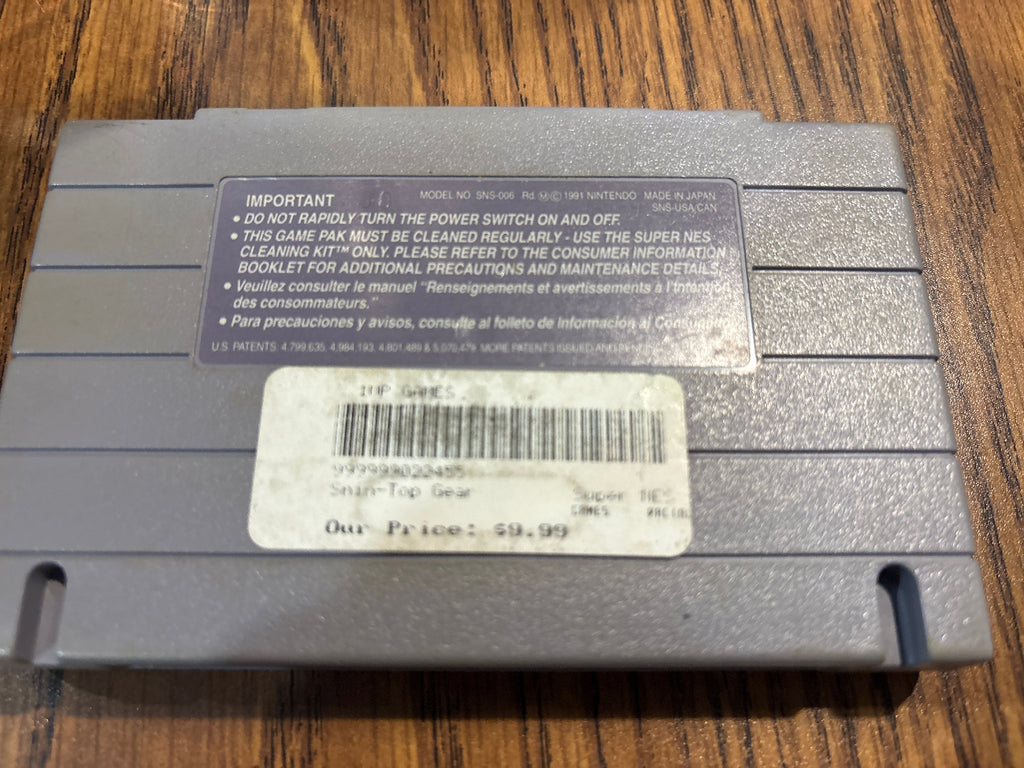 IMPORTANT
MODEL NO. SNS-006 Rd Ⓜ © 1991 NINTENDO MADE IN JAPAN
SNS-USA/CAN
• DO NOT RAPIDLY TURN THE POWER SWITCH ON AND OFF.
• THIS GAME PAK MUST BE CLEANED REGULARLY - USE THE SUPER NES
CLEANING KIT™ ONLY. PLEASE REFER TO THE CONSUMER INFORMATION
BOOKLET FOR ADDITIONAL PRECAUTIONS AND MAINTENANCE DETAILS.
• Veuillez consulter le manuel "Renseignements et avertissements à l'intention
des consommateurs."
• Para precauciones y avisos, consulte al folleto de Informacion al
U.S. PATENTS: 4,799,635, 4,984,193, 4,801,489 & 5,070,479. MORE PATENTS ISSUED AND
GAMES
999999022455
Snin-Top Gear
Super NES
GAMES
Our Price: $9.99